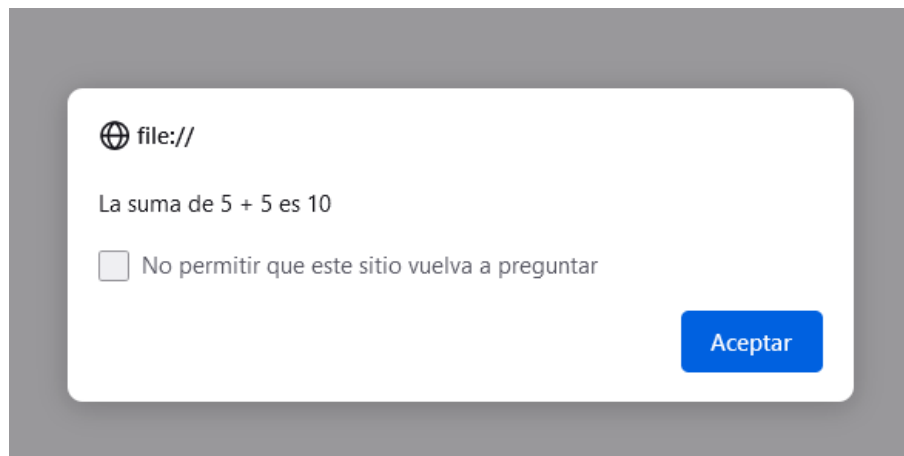 file://
La suma de 5 + 5 es 10
No permitir que este sitio vuelva a preguntar
Aceptar